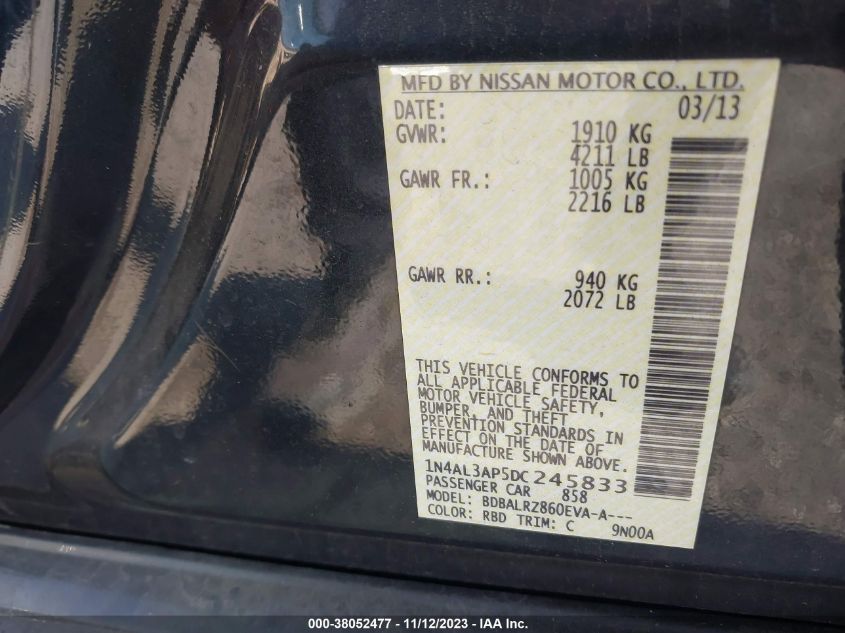 MFD BY NISSAN MOTOR CO., LTD.
DATE: 03/13
GVWR: 1910 KG
4211 LB
GAWR FR.: 1005 KG
2216 LB
GAWR RR.: 940 KG
2072 LB
THIS VEHICLE CONFORMS TO
ALL APPLICABLE FEDERAL
MOTOR VEHICLE SAFETY,
BUMPER, AND THEFT
PREVENTION STANDARDS IN
EFFECT ON THE DATE OF
MANUFACTURE SHOWN ABOVE.
1N4AL3AP5DC245833
PASSENGER CAR 858
MODEL: BDBALRZ860EVA-A---
COLOR: RBD TRIM: C 9N00A
000-38052477 - 11/12/2023 - IAA Inc.